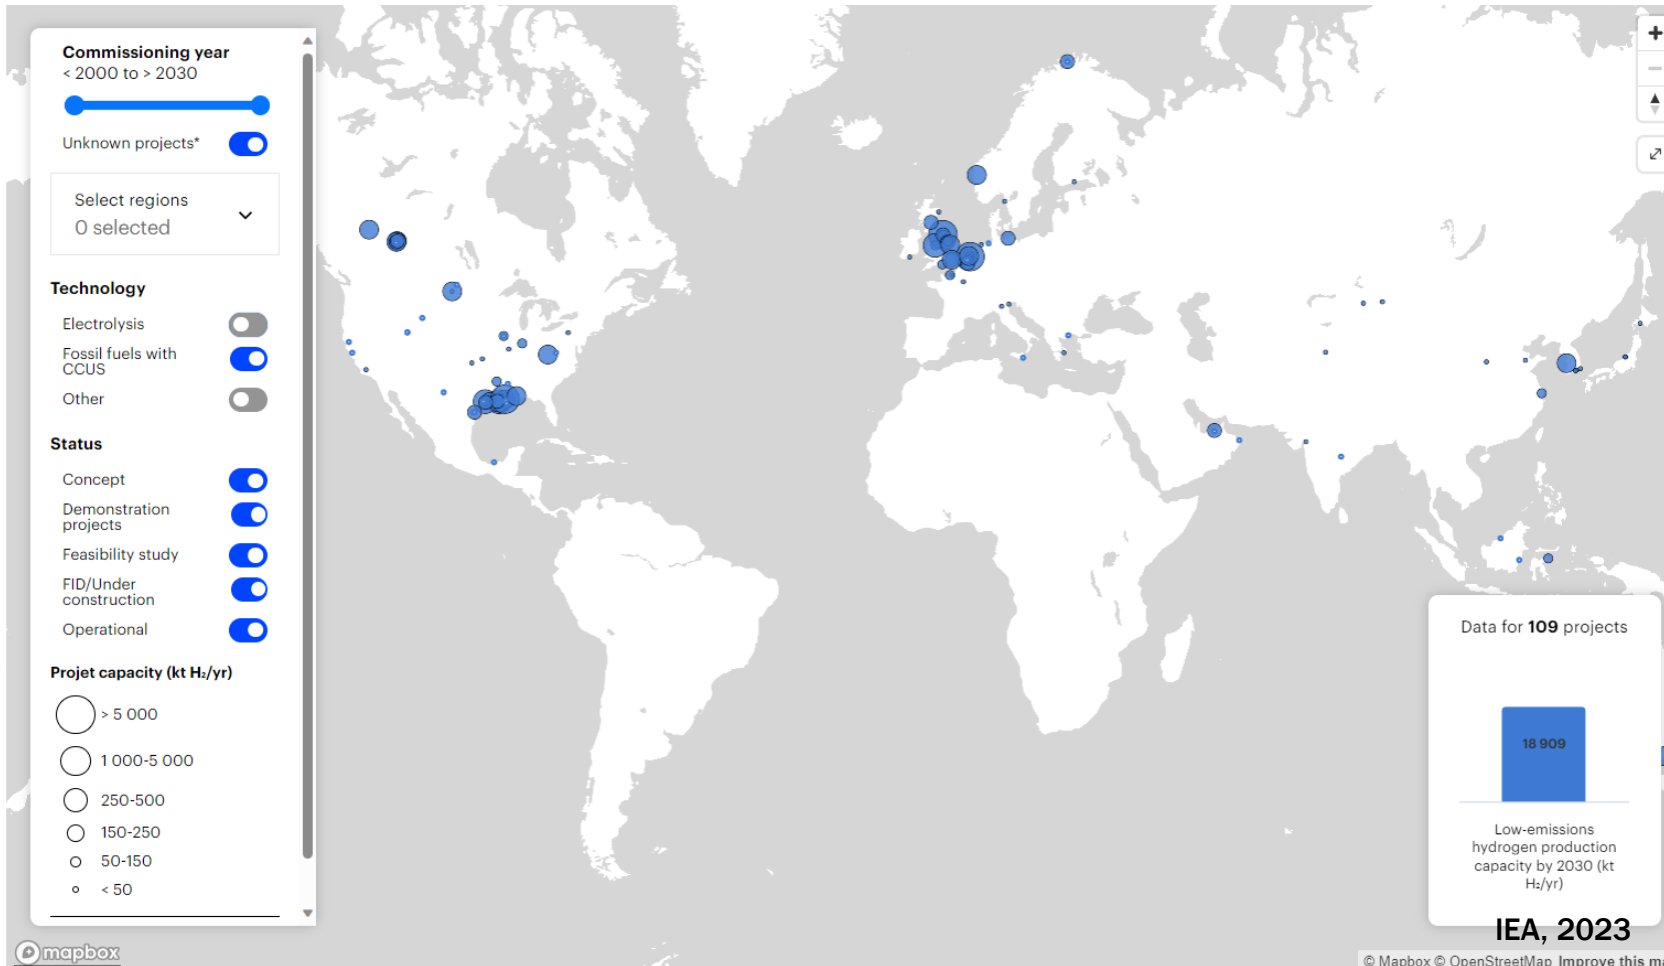 Commissioning year
< 2000 to > 2030
Unknown projects*
Select regions
0 selected
Technology
Electrolysis
Fossil fuels with
CCUS
Other
Status
Concept
Demonstration
projects
Feasibility study
FID/Under
construction
Operational
Projet capacity (kt H₂/yr)
> 5 000
1 000-5 000
250-500
150-250
50-150
< 50
mapbox
Data for 109 projects
18 909
Low-emissions
hydrogen production
capacity by 2030 (kt
H₂/yr)
IEA, 2023
© Mapbox © OpenStreetMap Improve this ma